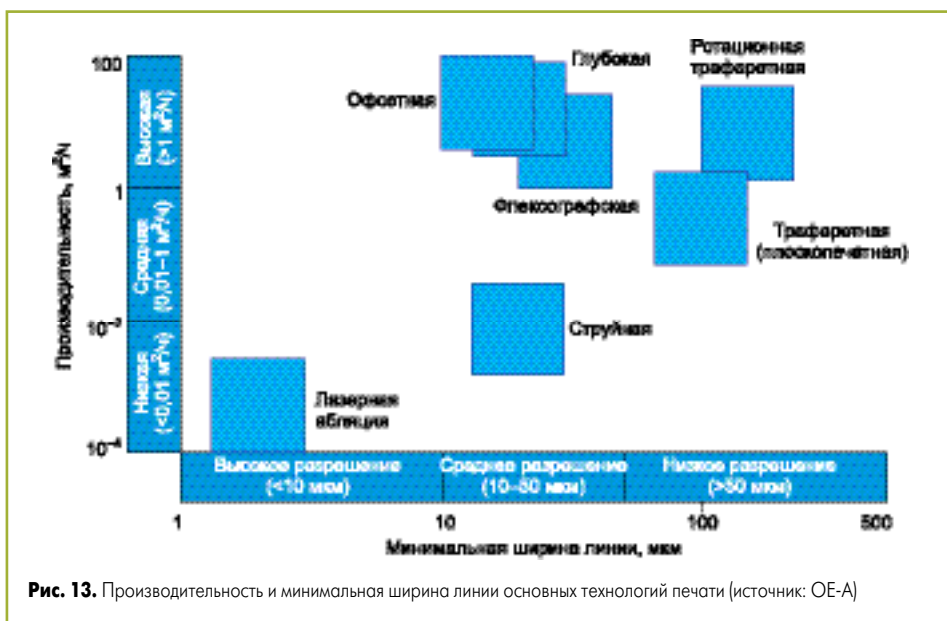 100
Глубокая
Ротационная
трафаретная
Офсетная
Высокая
(>1 м²/ч)
Производительность, м²/ч
1
Флексографская
Трафаретная
(плоскопечатная)
Средняя
(0,01–1 м²/ч)
10⁻²
Струйная
Низкая
(<0,01 м²/ч)
Лазерная
абляция
10⁻⁴
Высокое разрешение
(<10 мкм)
Среднее разрешение
(10–50 мкм)
Низкое разрешение
(>50 мкм)
1
10
100
500
Минимальная ширина линии, мкм
Рис. 13. Производительность и минимальная ширина линии основных технологий печати (источник: OE-A)